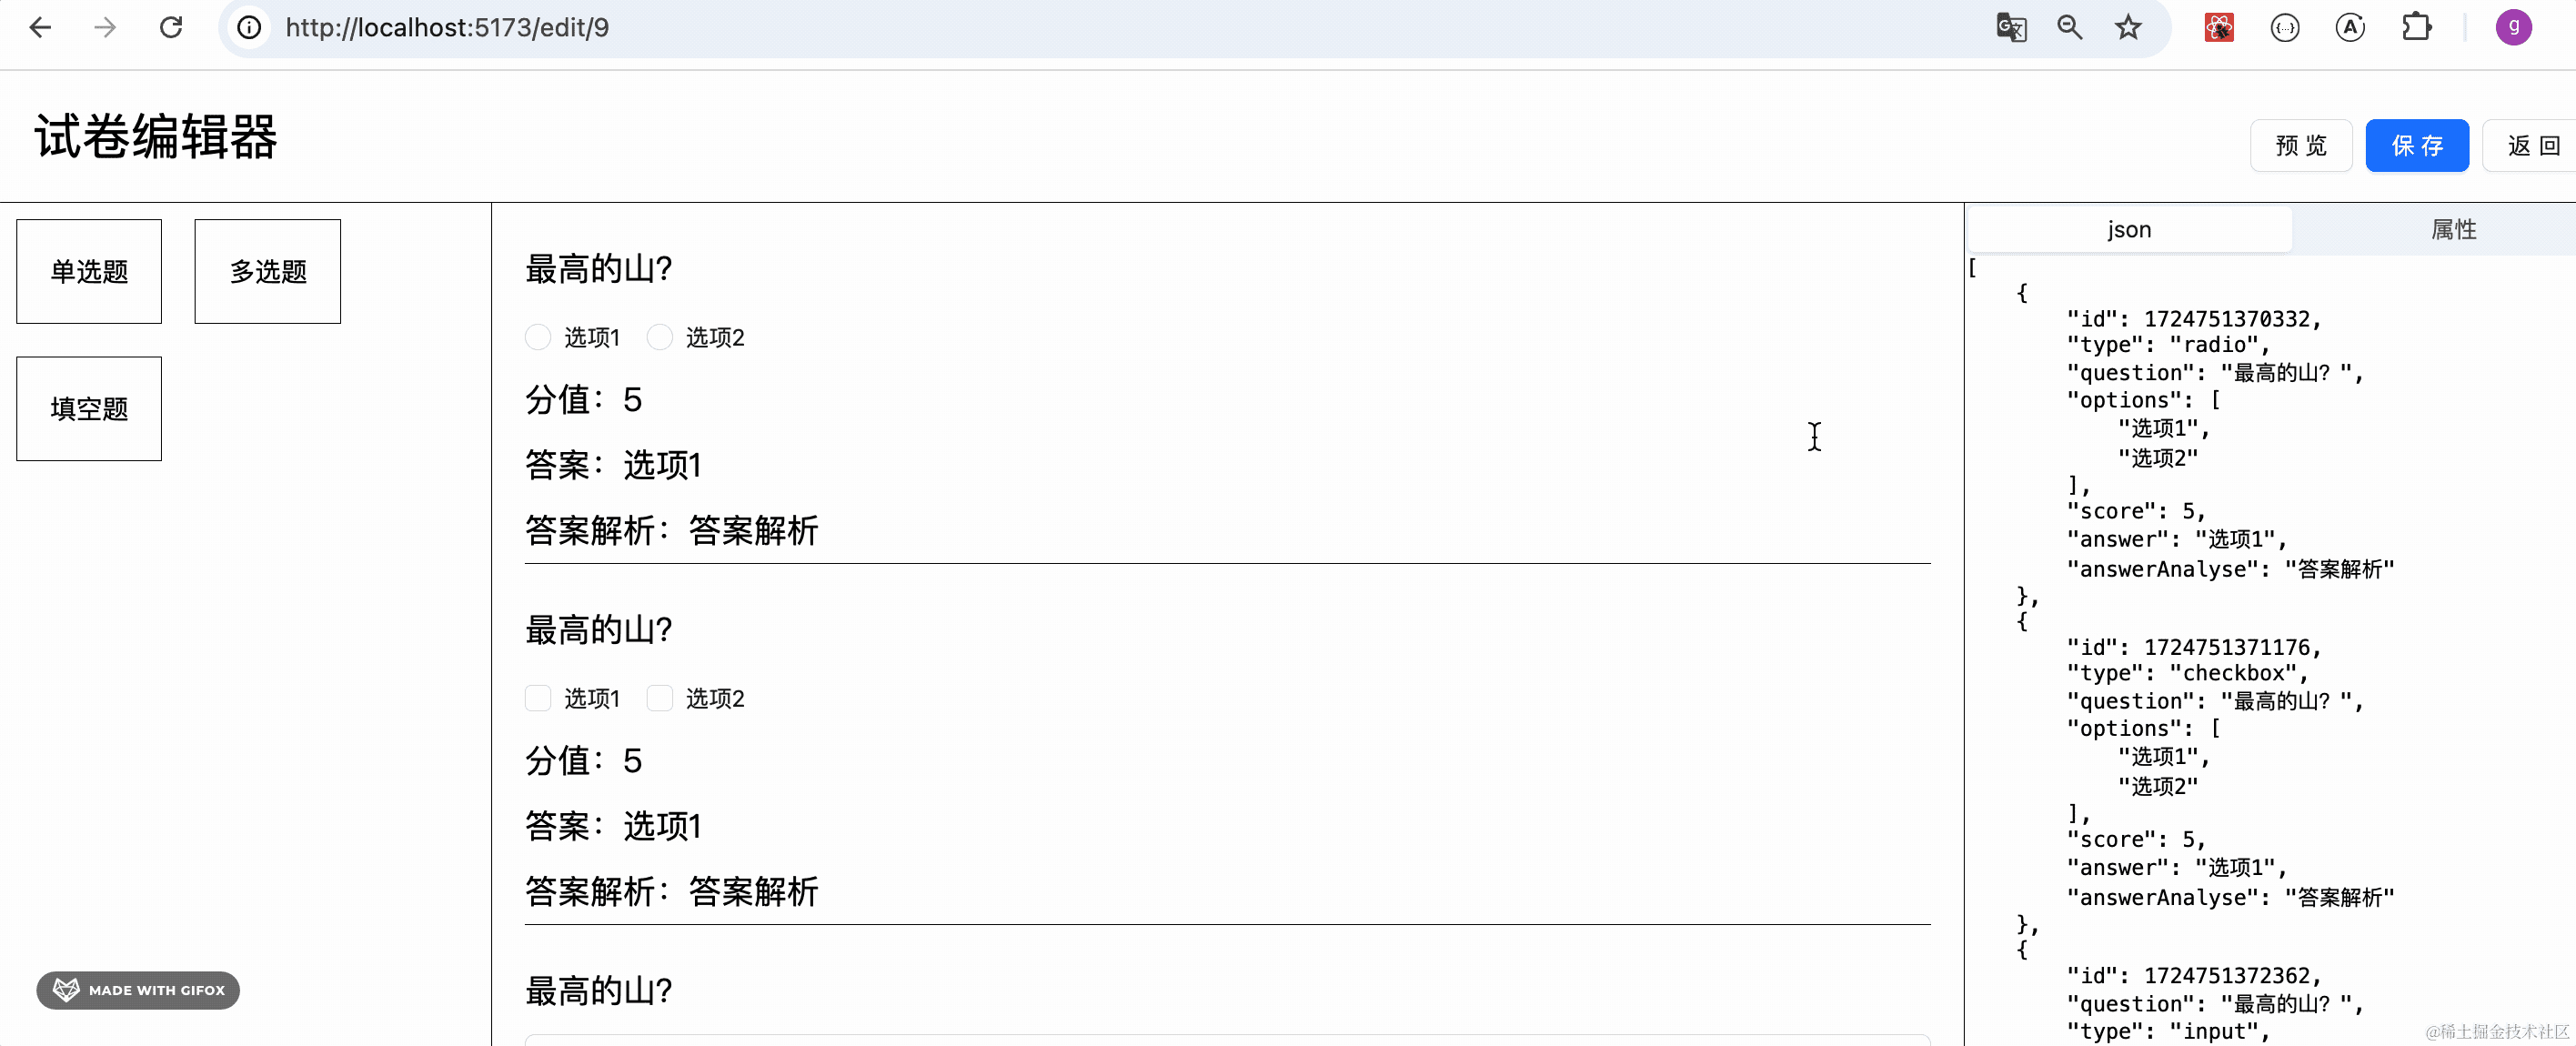 http://localhost:5173/edit/9
g
试卷编辑器
预 览
保 存
返 回
单选题
多选题
填空题
最高的山?
选项1
选项2
分值：5
答案：选项1
答案解析：答案解析
最高的山?
选项1
选项2
分值：5
答案：选项1
答案解析：答案解析
最高的山?
json
属性
[
{
"id": 1724751370332,
"type": "radio",
"question": "最高的山？",
"options": [
"选项1",
"选项2"
],
"score": 5,
"answer": "选项1",
"answerAnalyse": "答案解析"
},
{
"id": 1724751371176,
"type": "checkbox",
"question": "最高的山？",
"options": [
"选项1",
"选项2"
],
"score": 5,
"answer": "选项1",
"answerAnalyse": "答案解析"
},
{
"id": 1724751372362,
"question": "最高的山？",
"type": "input",
MADE WITH GIFOX
@稀土掘金技术社区